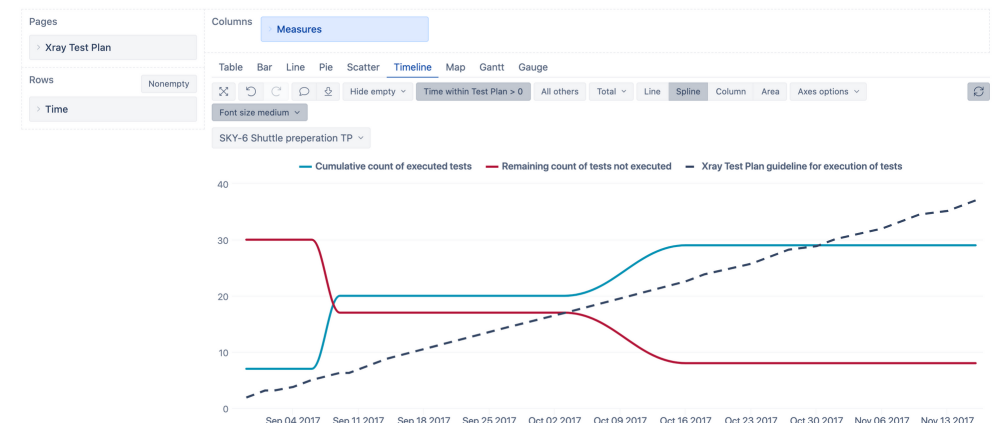 Pages
Xray Test Plan
Rows
Nonempty
Time
Columns
Measures
Table Bar Line Pie Scatter Timeline Map Gantt Gauge
Hide empty Time within Test Plan > 0 All others Total Line Spline Column Area Axes options
Font size medium
SKY-6 Shuttle preperation TP
Cumulative count of executed tests Remaining count of tests not executed Xray Test Plan guideline for execution of tests
40
30
20
10
0
Sep 04 2017 Sep 11 2017 Sep 18 2017 Sep 25 2017 Oct 02 2017 Oct 09 2017 Oct 16 2017 Oct 23 2017 Oct 30 2017 Nov 06 2017 Nov 13 2017